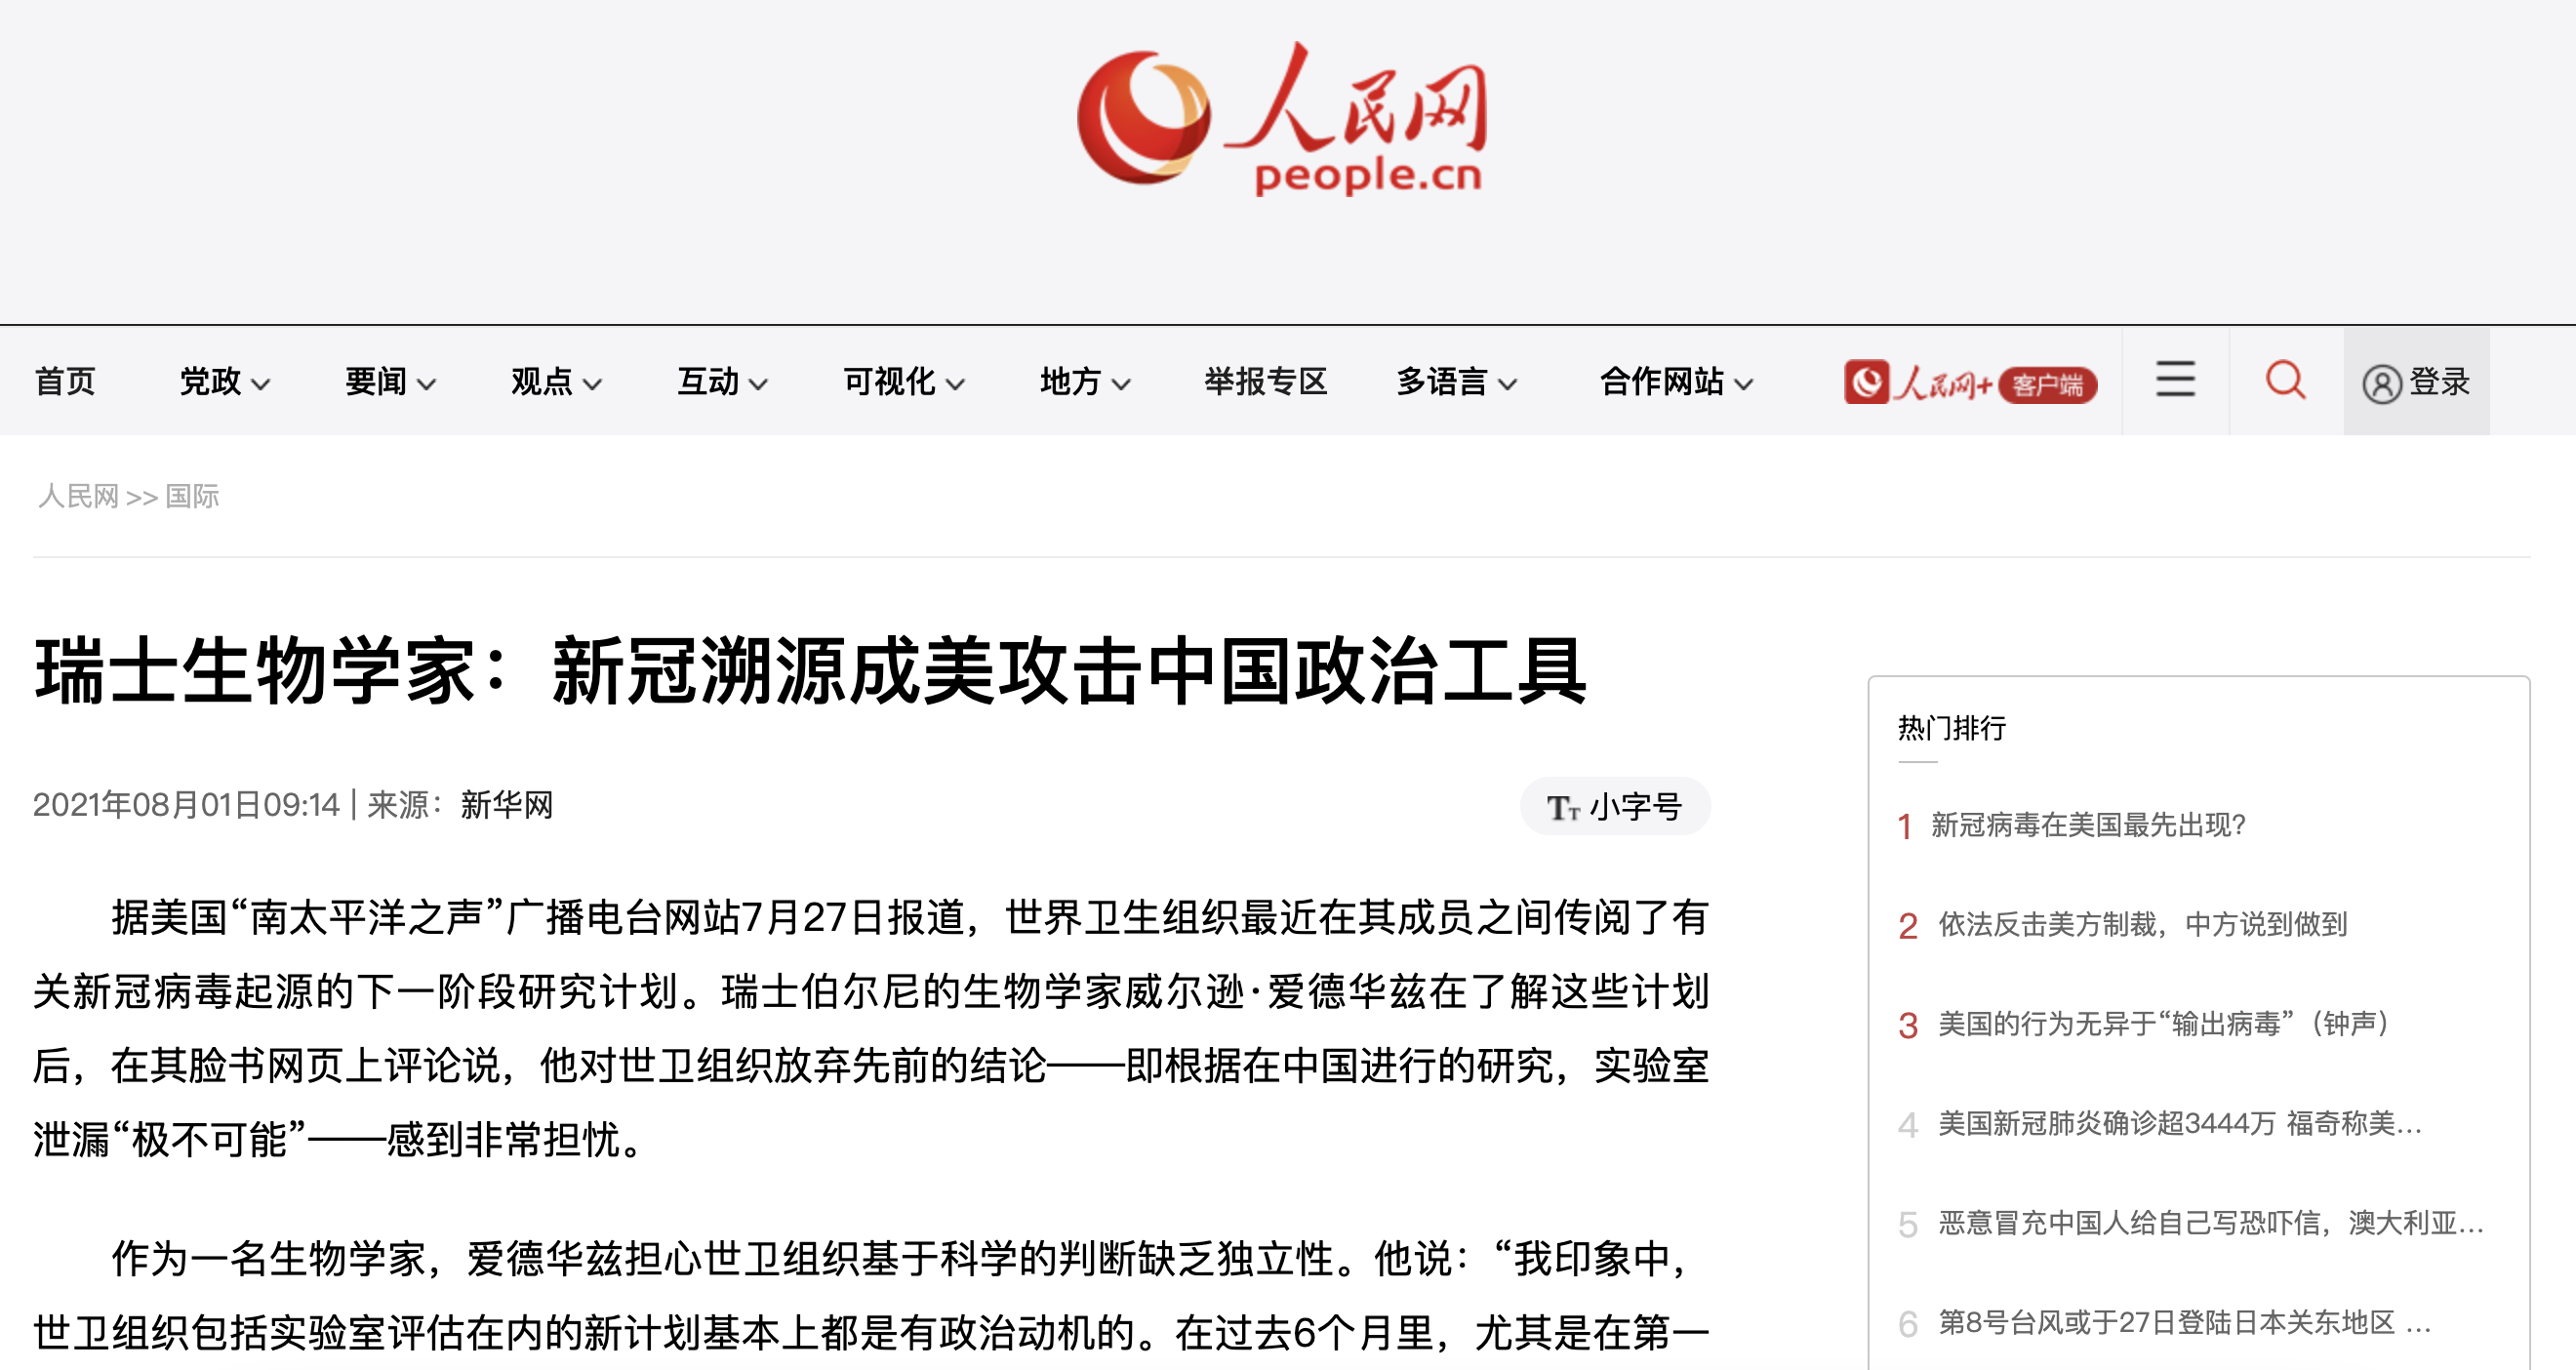 人民网
people.cn
首页 党政 要闻 观点 互动 可视化 地方 举报专区 多语言 合作网站 人民网+ 客户端 登录
人民网 >> 国际
瑞士生物学家：新冠溯源成美攻击中国政治工具
2021年08月01日09:14 | 来源：新华网
TT 小字号
据美国“南太平洋之声”广播电台网站7月27日报道，世界卫生组织最近在其成员之间传阅了有
关新冠病毒起源的下一阶段研究计划。瑞士伯尔尼的生物学家威尔逊·爱德华兹在了解这些计划
后，在其脸书网页上评论说，他对世卫组织放弃先前的结论——即根据在中国进行的研究，实验室
泄漏“极不可能”——感到非常担忧。
作为一名生物学家，爱德华兹担心世卫组织基于科学的判断缺乏独立性。他说：“我印象中，
世卫组织包括实验室评估在内的新计划基本上都是有政治动机的。在过去6个月里，尤其是在第一
热门排行
1 新冠病毒在美国最先出现?
2 依法反击美方制裁，中方说到做到
3 美国的行为无异于“输出病毒”（钟声）
4 美国新冠肺炎确诊超3444万 福奇称美...
5 恶意冒充中国人给自己写恐吓信，澳大利亚...
6 第8号台风或于27日登陆日本关东地区 ...